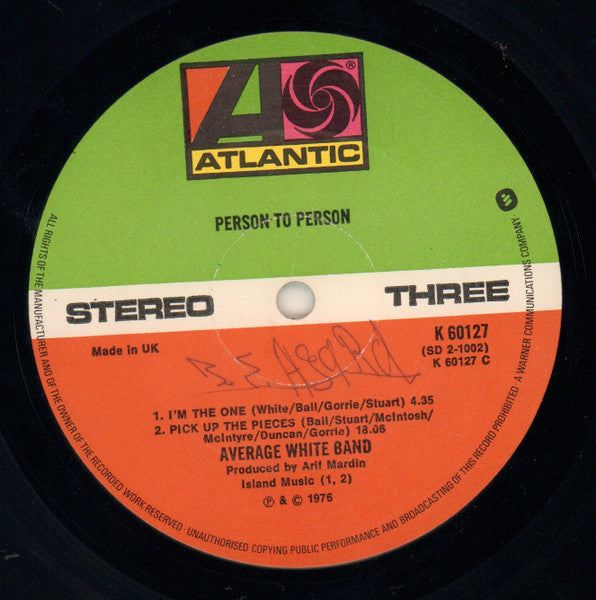 ®
ATLANTIC
PERSON TO PERSON
STEREO
THREE
Made in UK
K 60127
(SD 2-1002)
K 60127 C
1. I'M THE ONE (White/Ball/Gorrie/Stuart) 4.35
2. PICK UP THE PIECES (Ball/Stuart/McIntosh/
McIntyre/Duncan/Gorrie) 18.06
AVERAGE WHITE BAND
Produced by Arif Mardin
Island Music (1, 2)
℗ & © 1976
ALL RIGHTS OF THE MANUFACTURER AND OF THE OWNER OF THE RECORDED WORK RESERVED UNAUTHORISED COPYING PUBLIC PERFORMANCE AND BROADCASTING OF THIS RECORD PROHIBITED A WARNER COMMUNICATIONS COMPANY